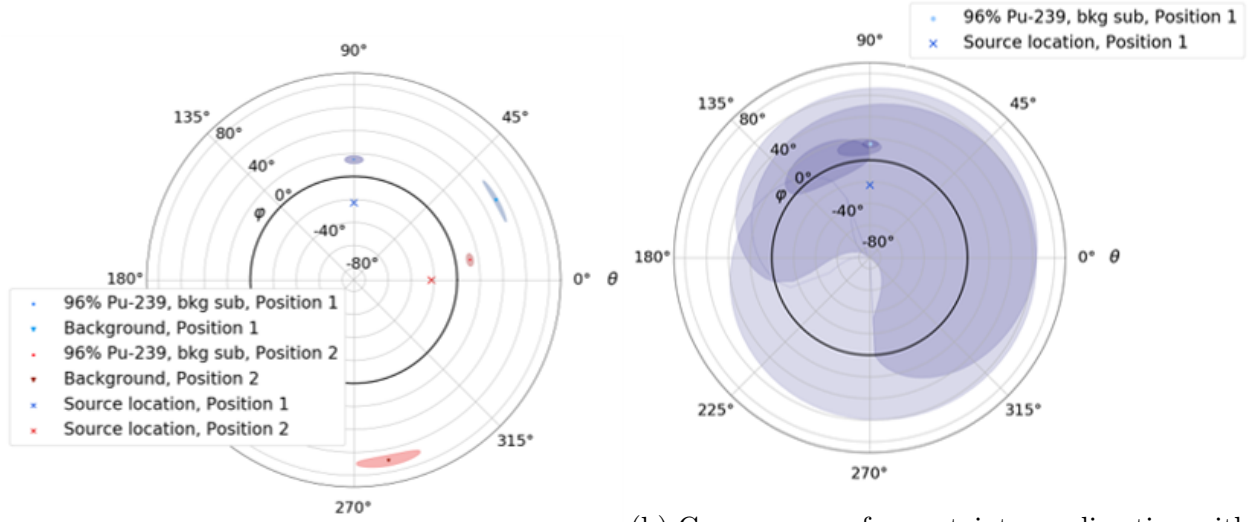 90°
135°
45°
80°
40°
0°
φ
-40°
-80°
180°
0° θ
96% Pu-239, bkg sub, Position 1
Background, Position 1
96% Pu-239, bkg sub, Position 2
Background, Position 2
Source location, Position 1
Source location, Position 2
315°
270°
96% Pu-239, bkg sub, Position 1
Source location, Position 1
90°
135°
45°
80°
40°
0°
φ
-40°
-80°
180°
0° θ
225°
315°
270°